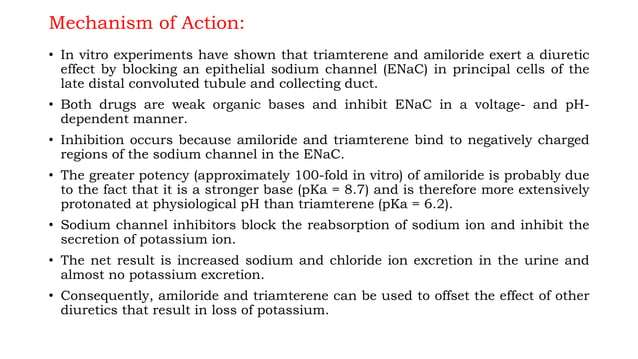 Mechanism of Action:
• In vitro experiments have shown that triamterene and amiloride exert a diuretic
effect by blocking an epithelial sodium channel (ENaC) in principal cells of the
late distal convoluted tubule and collecting duct.
• Both drugs are weak organic bases and inhibit ENaC in a voltage- and pH-
dependent manner.
• Inhibition occurs because amiloride and triamterene bind to negatively charged
regions of the sodium channel in the ENaC.
• The greater potency (approximately 100-fold in vitro) of amiloride is probably due
to the fact that it is a stronger base (pKa = 8.7) and is therefore more extensively
protonated at physiological pH than triamterene (pKa = 6.2).
• Sodium channel inhibitors block the reabsorption of sodium ion and inhibit the
secretion of potassium ion.
• The net result is increased sodium and chloride ion excretion in the urine and
almost no potassium excretion.
• Consequently, amiloride and triamterene can be used to offset the effect of other
diuretics that result in loss of potassium.